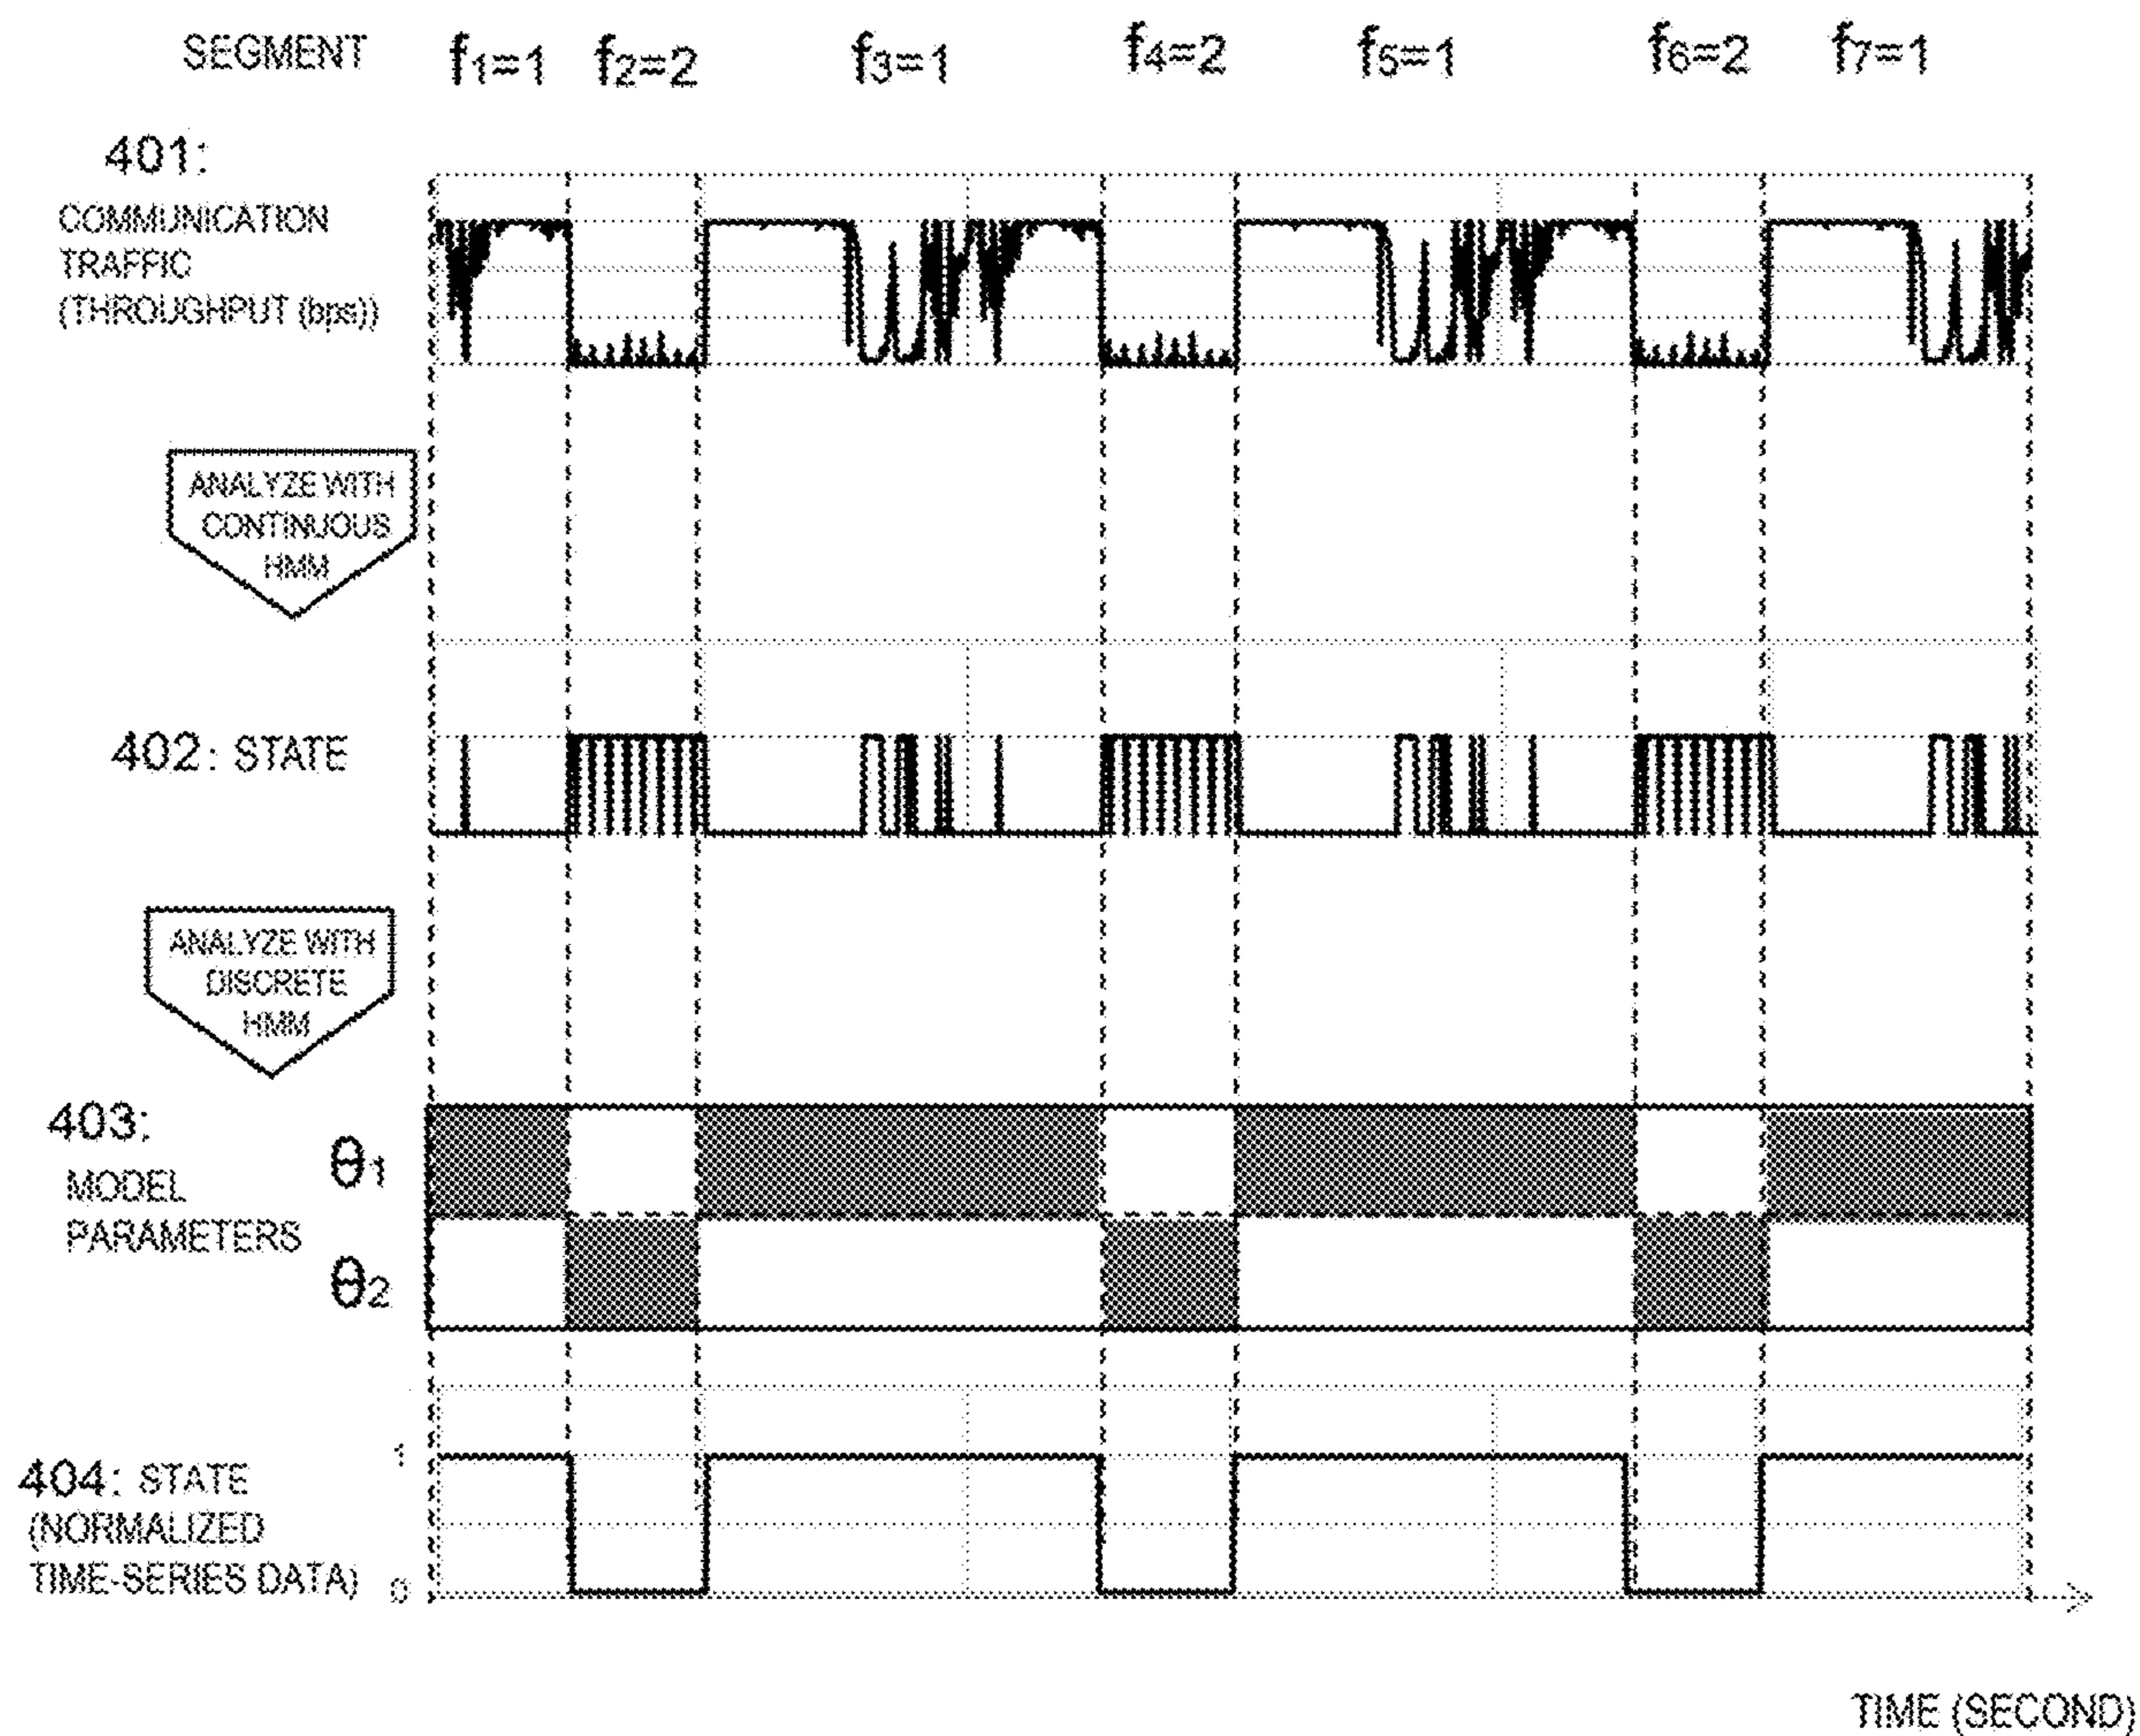 SEGMENT f1=1 f2=2 f3=1 f4=2 f5=1 f6=2 f7=1
401:
COMMUNICATION
TRAFFIC
(THROUGHPUT (bps))
ANALYZE WITH
CONTINUOUS
HMM
402: STATE
ANALYZE WITH
DISCRETE
HMM
403:
MODEL
PARAMETERS
θ1
θ2
1
404: STATE
(NORMALIZED
TIME-SERIES DATA)
0
TIME (SECOND)